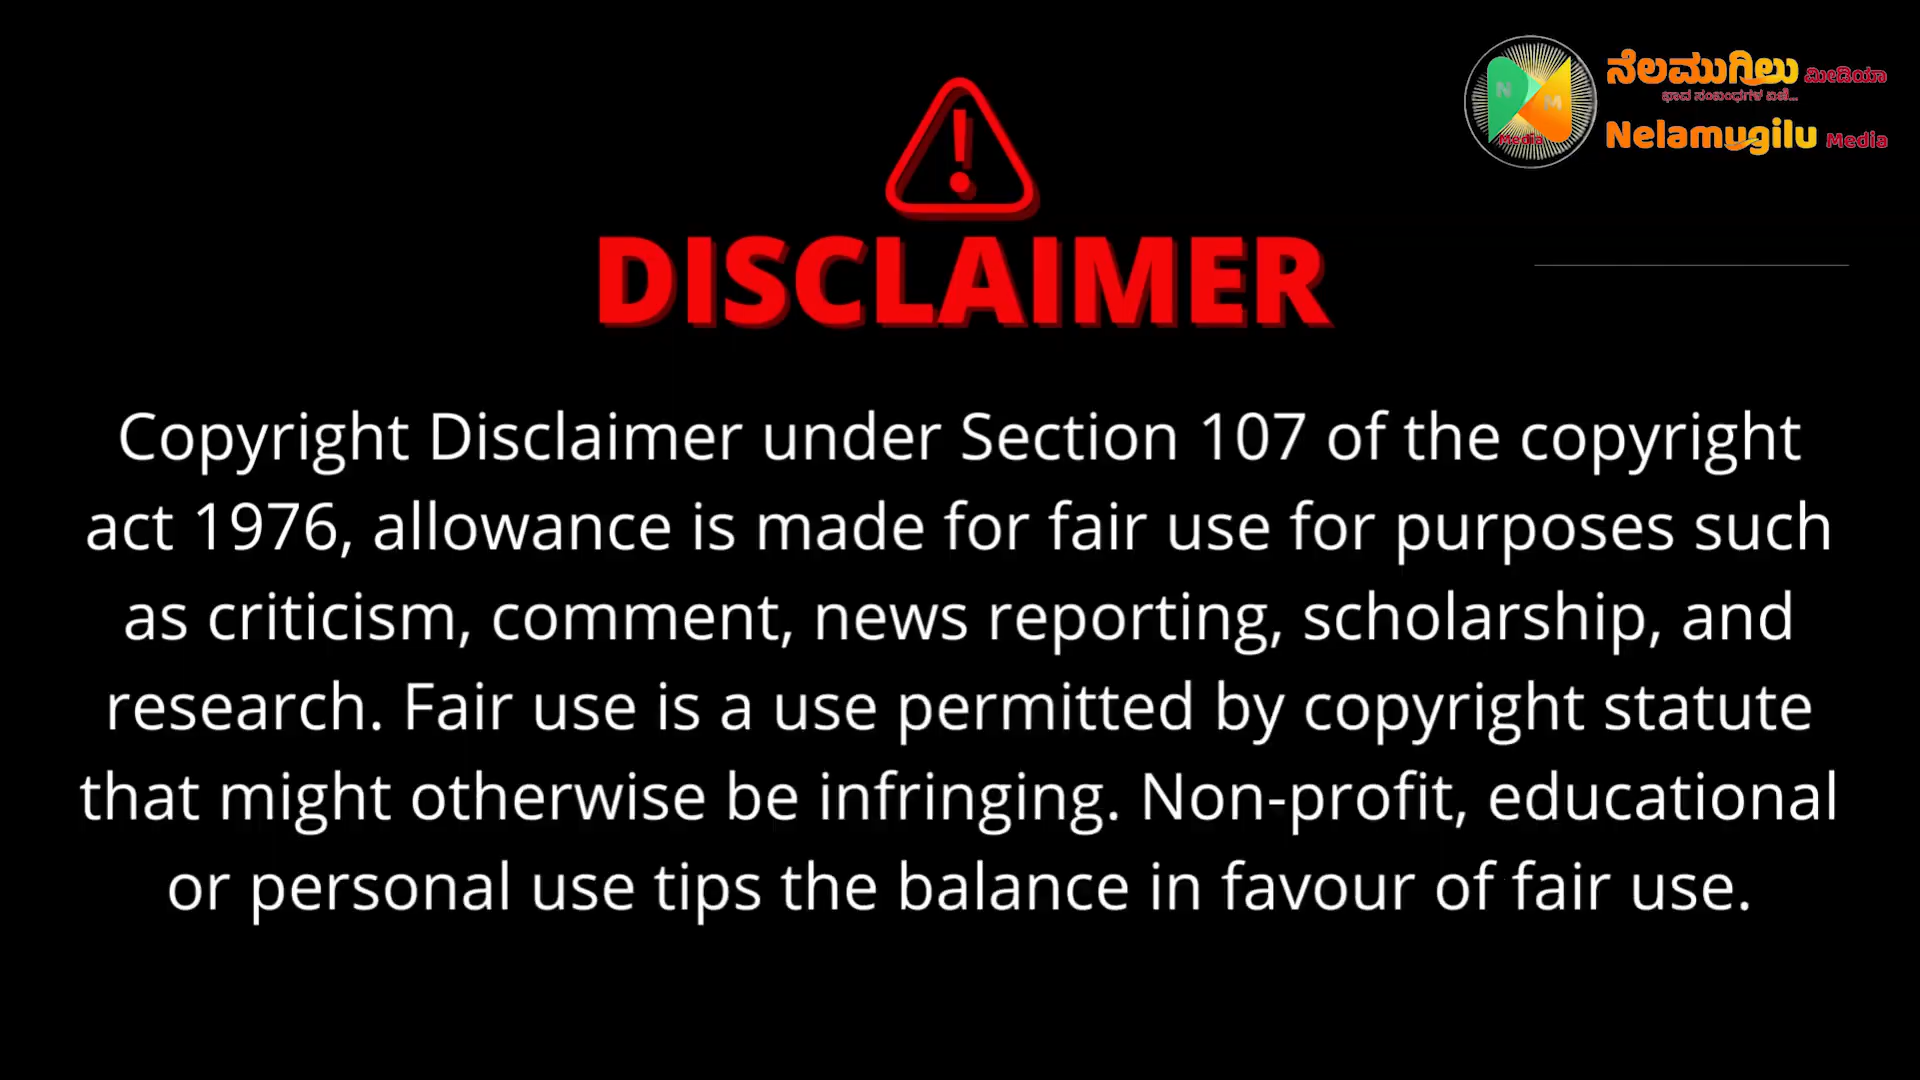 ನೆಲಮುಗಿಲು ಮೀಡಿಯಾ
ಭಾವ ಸಂಬಂಧಗಳ
Nelamugilu Media
N M
Media
DISCLAIMER
Copyright Disclaimer under Section 107 of the copyright
act 1976, allowance is made for fair use for purposes such
as criticism, comment, news reporting, scholarship, and
research. Fair use is a use permitted by copyright statute
that might otherwise be infringing. Non-profit, educational
or personal use tips the balance in favour of fair use.